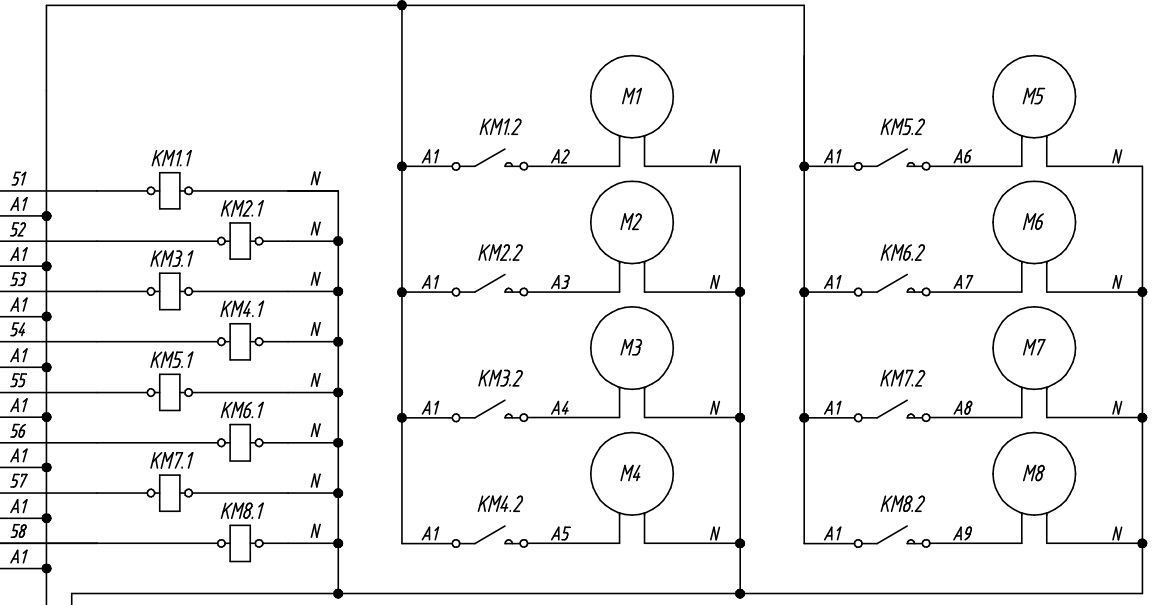 M1
M5
KM1.2
KM5.2
A1 A2 N
A1 A6 N
KM1.1
51 N
A1
KM2.1
52 N
A1
KM3.1
53 N
A1
KM4.1
54 N
A1
KM5.1
55 N
A1
KM6.1
56 N
A1
KM7.1
57 N
A1
KM8.1
58 N
A1
M2
KM2.2
A1 A3 N
M3
KM3.2
A1 A4 N
M4
KM4.2
A1 A5 N
M6
KM6.2
A1 A7 N
M7
KM7.2
A1 A8 N
M8
KM8.2
A1 A9 N